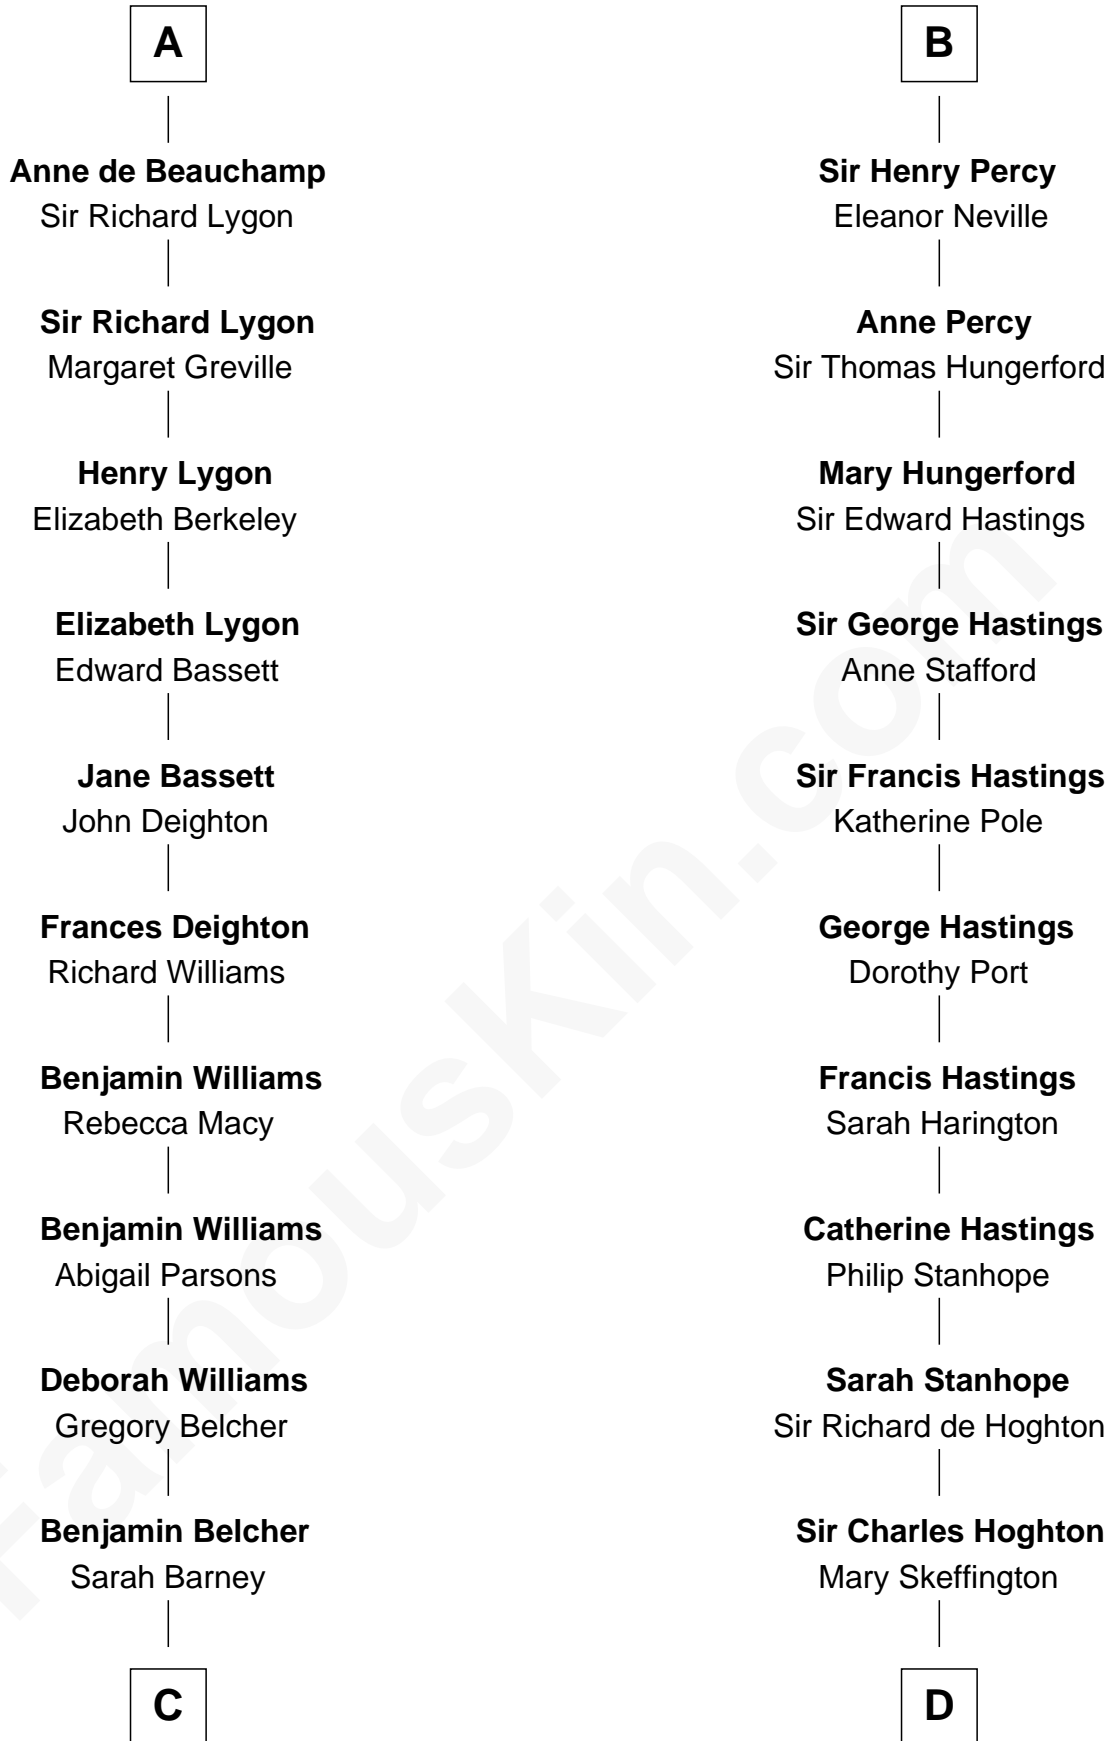 A
Anne de Beauchamp
Sir Richard Lygon
Sir Richard Lygon
Margaret Greville
Henry Lygon
Elizabeth Berkeley
Elizabeth Lygon
Edward Bassett
Jane Bassett
John Deighton
Frances Deighton
Richard Williams
Benjamin Williams
Rebecca Macy
Benjamin Williams
Abigail Parsons
Deborah Williams
Gregory Belcher
Benjamin Belcher
Sarah Barney
C
B
Sir Henry Percy
Eleanor Neville
Anne Percy
Sir Thomas Hungerford
Mary Hungerford
Sir Edward Hastings
Sir George Hastings
Anne Stafford
Sir Francis Hastings
Katherine Pole
George Hastings
Dorothy Port
Francis Hastings
Sarah Harington
Catherine Hastings
Philip Stanhope
Sarah Stanhope
Sir Richard de Hoghton
Sir Charles Hoghton
Mary Skeffington
D
FamousKin.com